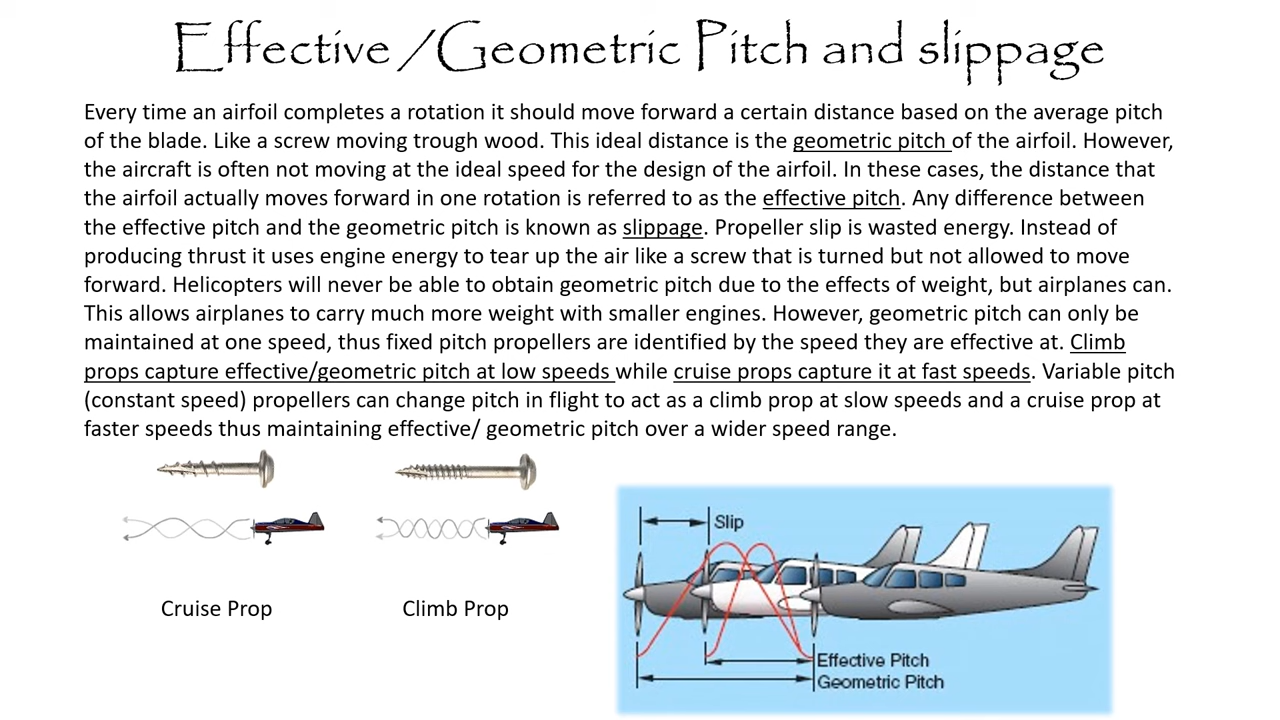 Effective /Geometric Pitch and slippage
Every time an airfoil completes a rotation it should move forward a certain distance based on the average pitch
of the blade. Like a screw moving trough wood. This ideal distance is the geometric pitch of the airfoil. However,
the aircraft is often not moving at the ideal speed for the design of the airfoil. In these cases, the distance that
the airfoil actually moves forward in one rotation is referred to as the effective pitch. Any difference between
the effective pitch and the geometric pitch is known as slippage. Propeller slip is wasted energy. Instead of
producing thrust it uses engine energy to tear up the air like a screw that is turned but not allowed to move
forward. Helicopters will never be able to obtain geometric pitch due to the effects of weight, but airplanes can.
This allows airplanes to carry much more weight with smaller engines. However, geometric pitch can only be
maintained at one speed, thus fixed pitch propellers are identified by the speed they are effective at. Climb
props capture effective/geometric pitch at low speeds while cruise props capture it at fast speeds. Variable pitch
(constant speed) propellers can change pitch in flight to act as a climb prop at slow speeds and a cruise prop at
faster speeds thus maintaining effective/ geometric pitch over a wider speed range.
Slip
Cruise Prop
Climb Prop
Effective Pitch
Geometric Pitch